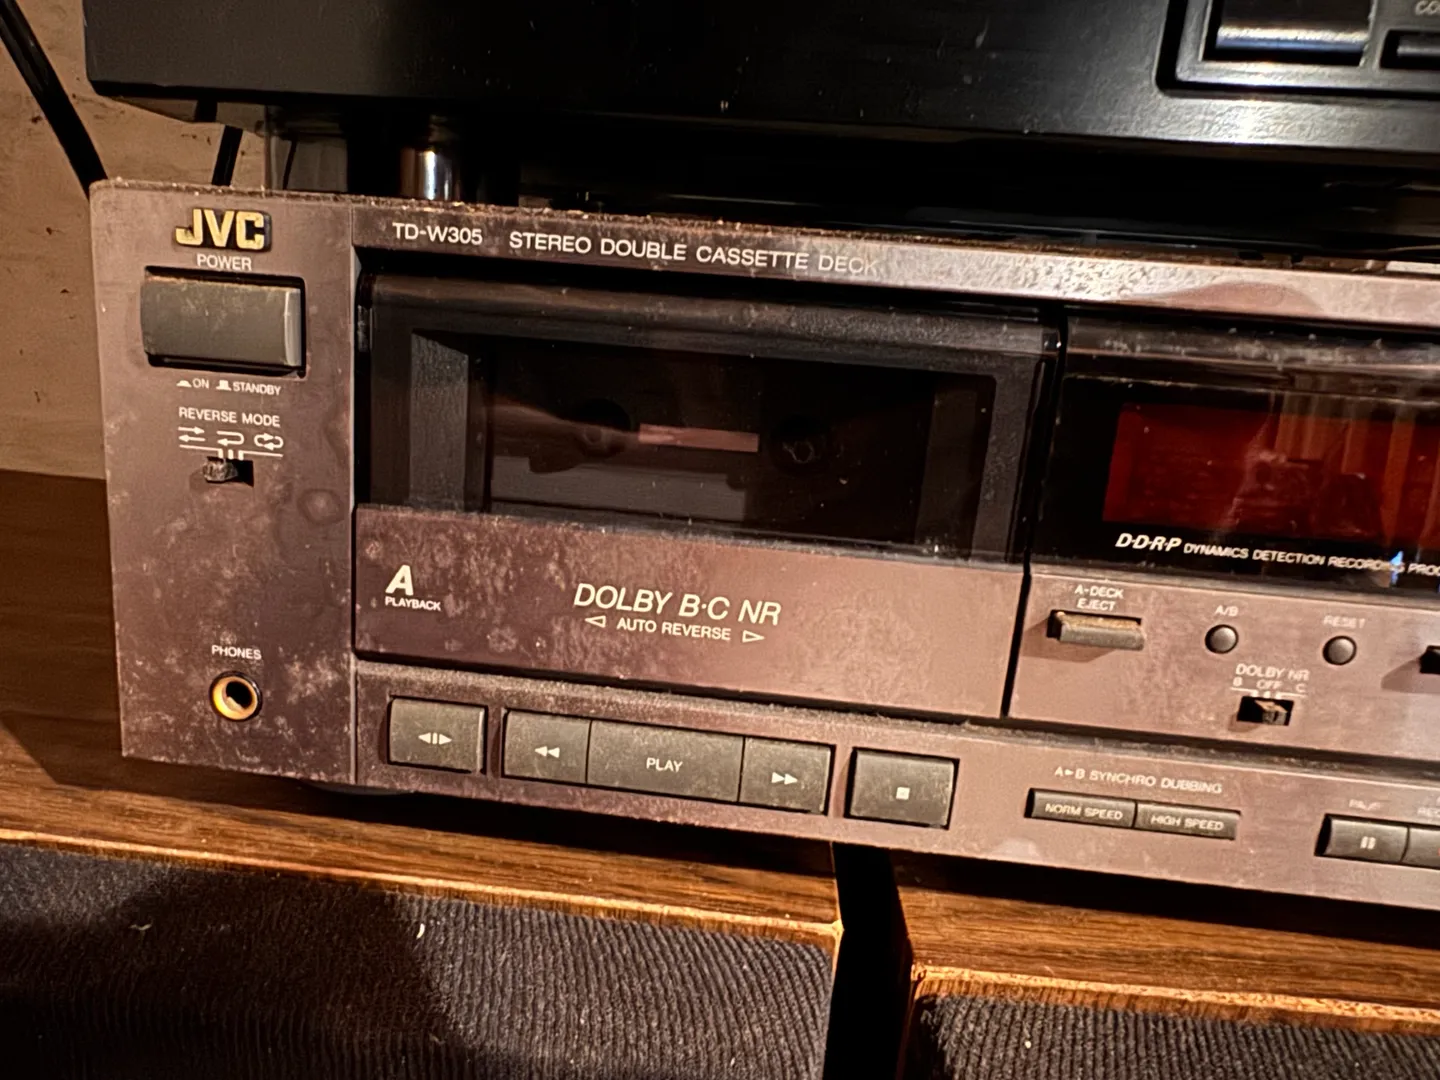 JVC
POWER
ON STANDBY
REVERSE MODE
PHONES
TD-W305 STEREO DOUBLE CASSETTE DECK
A
PLAYBACK
DOLBY B·C NR
AUTO REVERSE
PLAY
D·D·R·P DYNAMICS DETECTION RECORDING
A-DECK
EJECT
A/B
RESET
DOLBY NR
B OFF C
A▶B SYNCHRO DUBBING
NORM SPEED HIGH SPEED